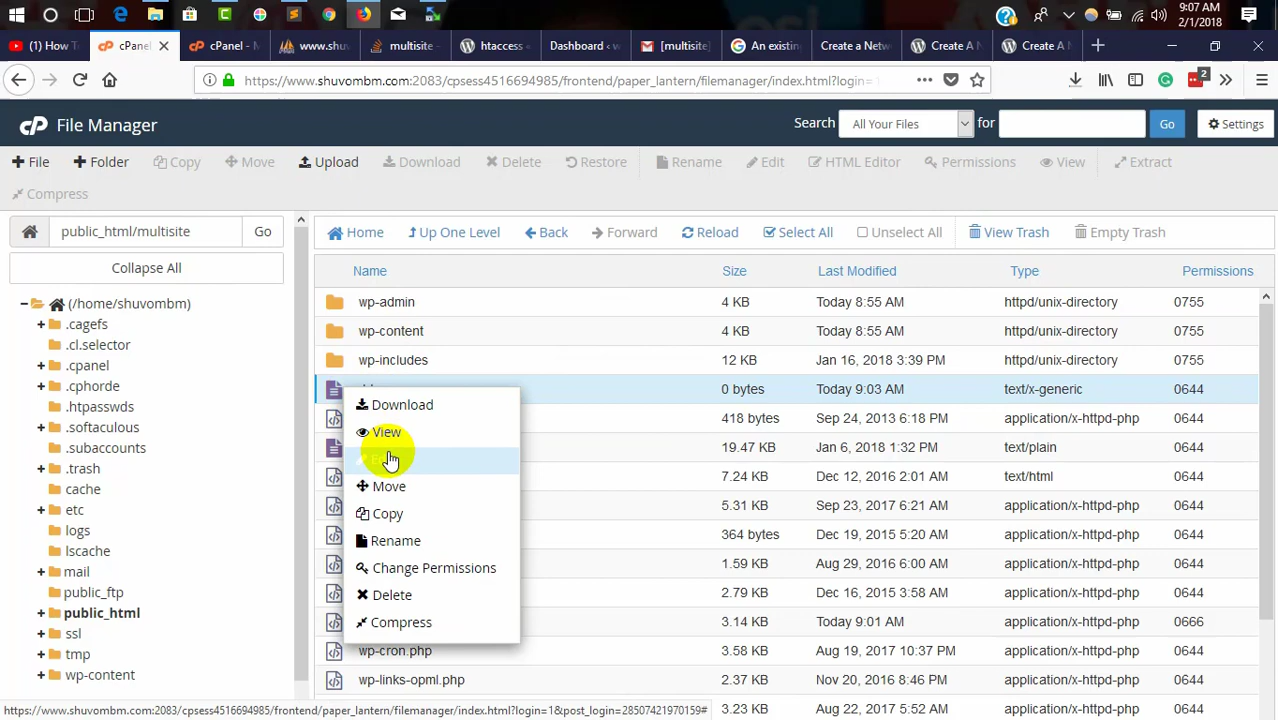 9:07 AM
2/1/2018
(1) How T
cPanel
cPanel - M
www.shuv
multisite
htaccess
Dashboard ‹ w
[multisite]
An existing
Create a Netw
Create A N
Create A N
https://www.shuvombm.com:2083/cpsess4516694985/frontend/paper_lantern/filemanager/index.html?login=
2
cP File Manager
Search All Your Files for Go Settings
File Folder Copy Move Upload Download Delete Restore Rename Edit HTML Editor Permissions View Extract
Compress
public_html/multisite Go
Home Up One Level Back Forward Reload Select All Unselect All View Trash Empty Trash
Collapse All
(/home/shuvombm)
.cagefs
.cl.selector
.cpanel
.cphorde
.htpasswds
.softaculous
.subaccounts
.trash
cache
etc
logs
lscache
mail
public_ftp
public_html
ssl
tmp
wp-content
Name Size Last Modified Type Permissions
wp-admin 4 KB Today 8:55 AM httpd/unix-directory 0755
wp-content 4 KB Today 8:55 AM httpd/unix-directory 0755
wp-includes 12 KB Jan 16, 2018 3:39 PM httpd/unix-directory 0755
0 bytes Today 9:03 AM text/x-generic 0644
418 bytes Sep 24, 2013 6:18 PM application/x-httpd-php 0644
19.47 KB Jan 6, 2018 1:32 PM text/plain 0644
7.24 KB Dec 12, 2016 2:01 AM text/html 0644
5.31 KB Sep 23, 2017 6:21 AM application/x-httpd-php 0644
364 bytes Dec 19, 2015 5:20 AM application/x-httpd-php 0644
1.59 KB Aug 29, 2016 6:00 AM application/x-httpd-php 0644
2.79 KB Dec 16, 2015 3:58 AM application/x-httpd-php 0644
3.14 KB Today 9:01 AM application/x-httpd-php 0666
wp-cron.php 3.58 KB Aug 19, 2017 10:37 PM application/x-httpd-php 0644
wp-links-opml.php 2.37 KB Nov 20, 2016 8:46 PM application/x-httpd-php 0644
3.23 KB Aug 22, 2017 5:22 AM application/x-httpd-php 0644
Download
View
Move
Copy
Rename
Change Permissions
Delete
Compress
https://www.shuvombm.com:2083/cpsess4516694985/frontend/paper_lantern/filemanager/index.html?login=1&post_login=28507421970159#